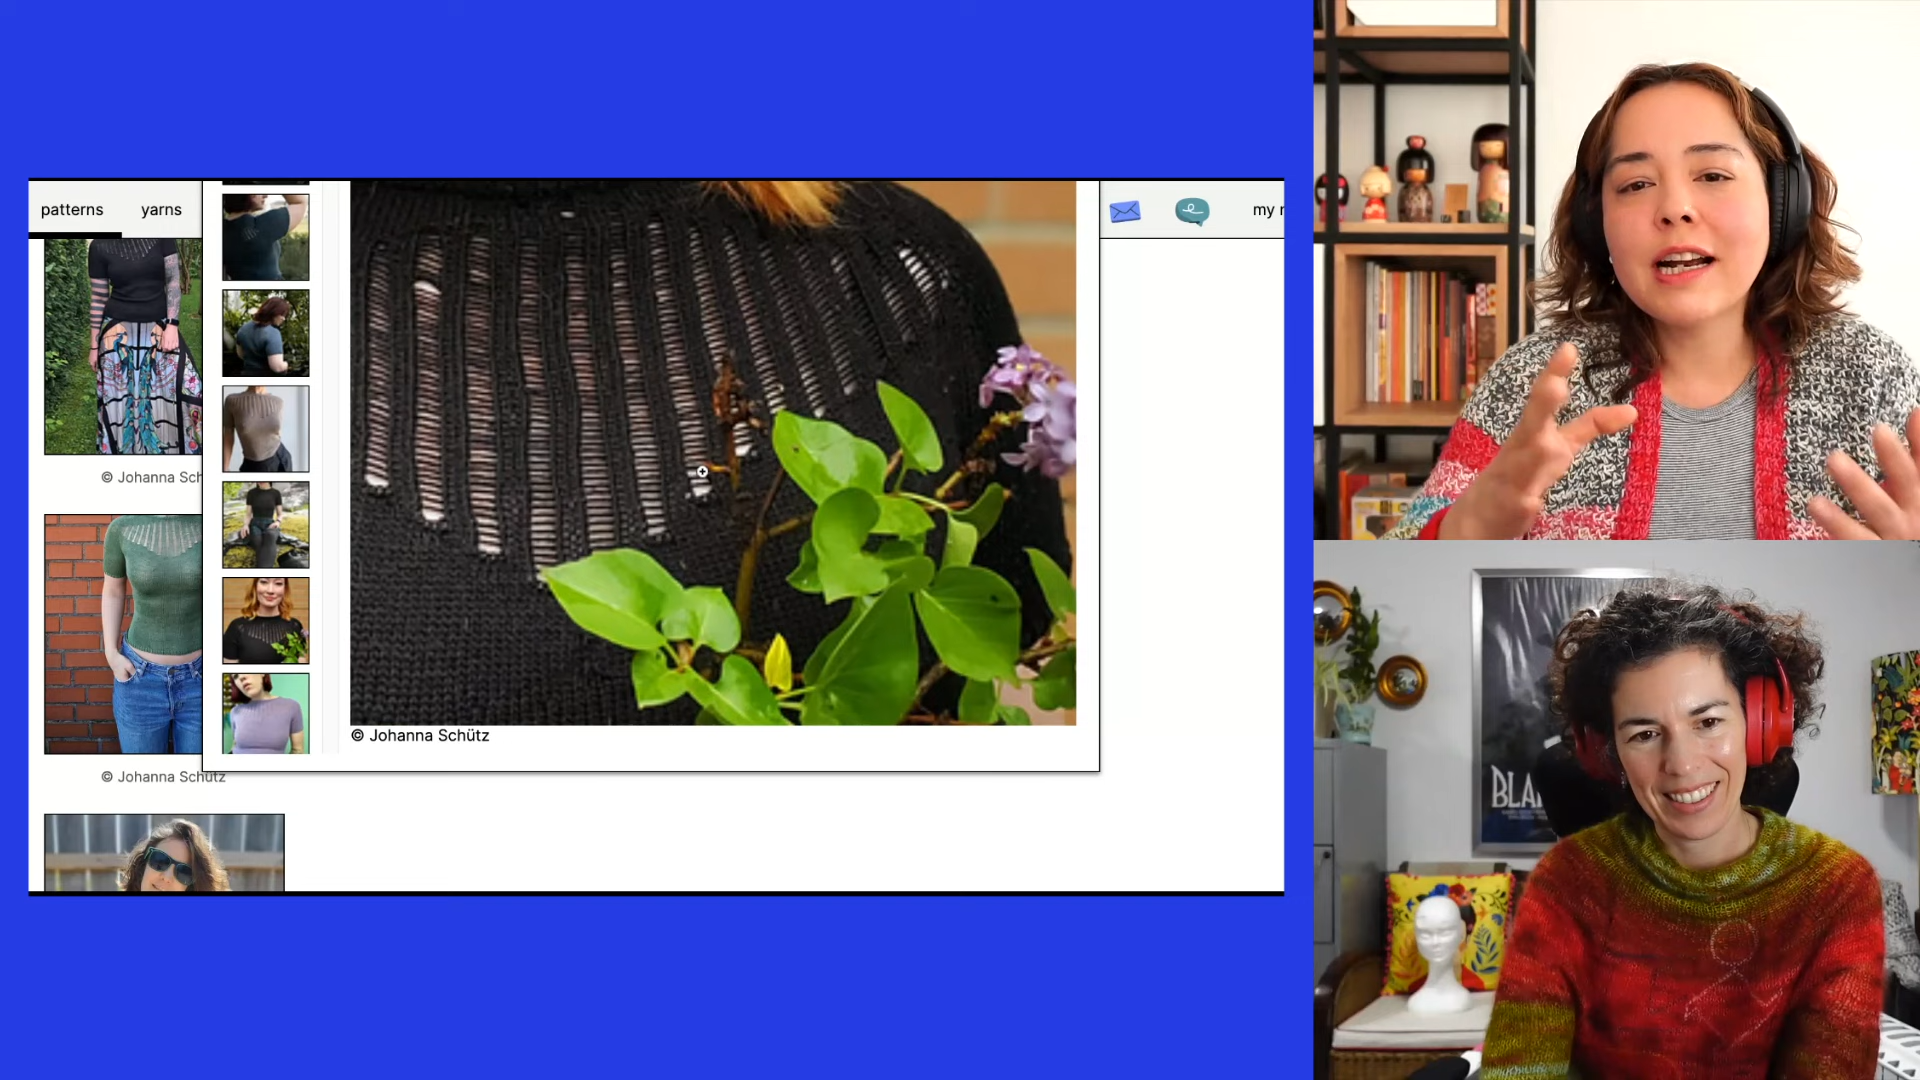 patterns
yarns
my
© Johanna Sch
© Johanna Schütz
© Johanna Schütz
BLA